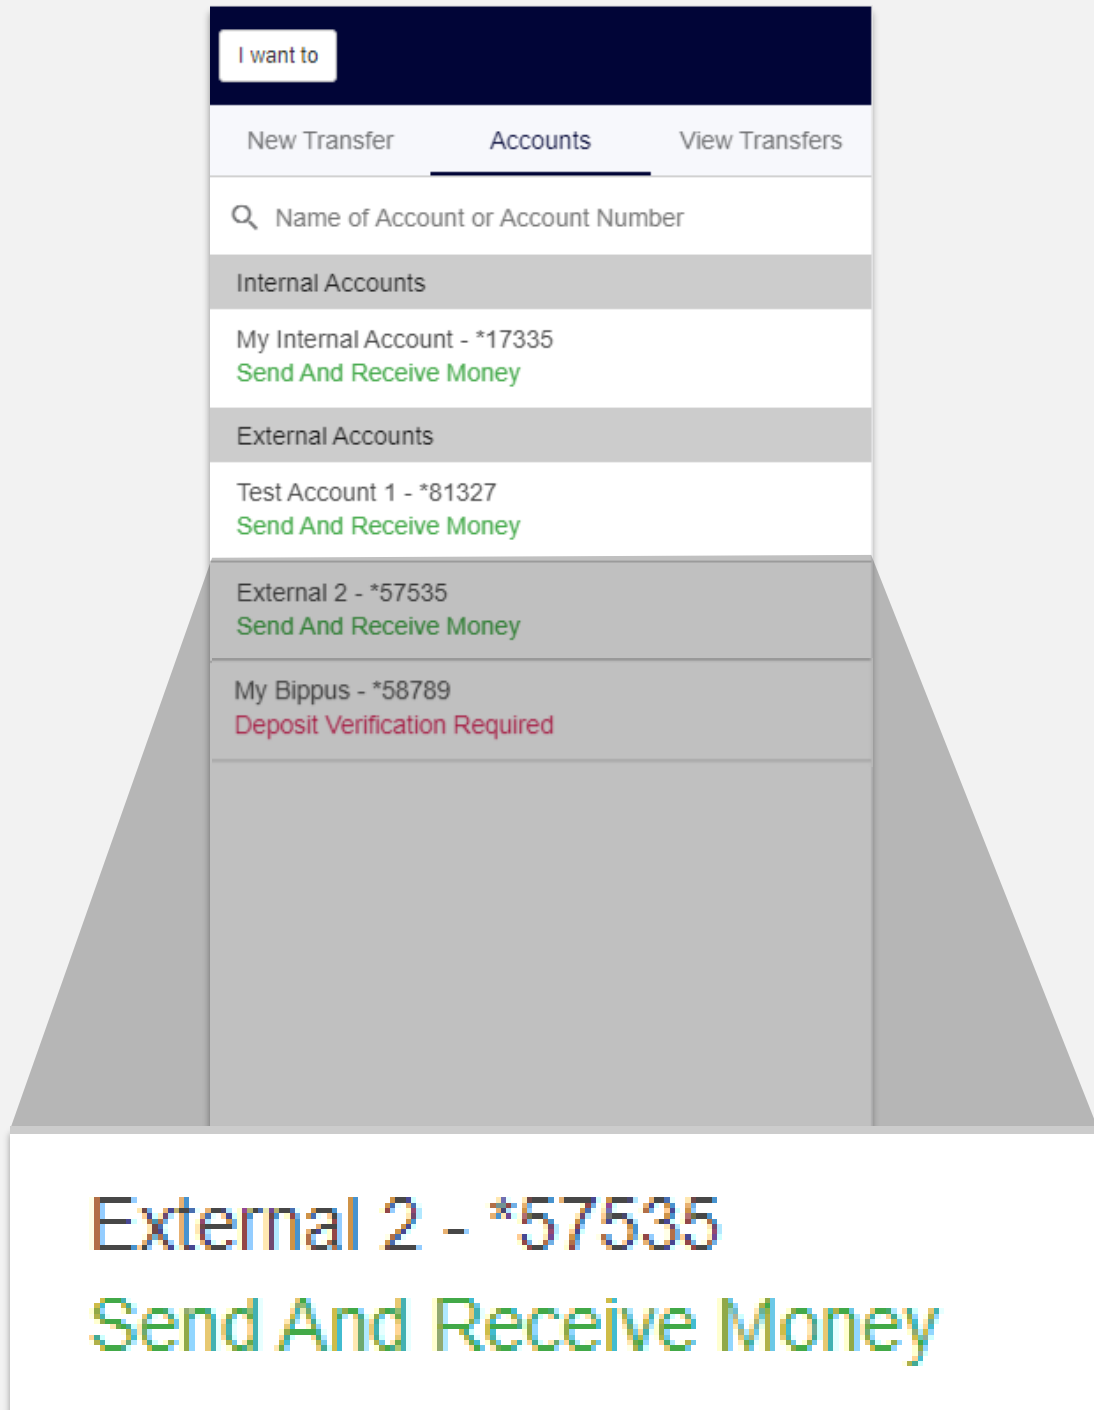 I want to
New Transfer Accounts View Transfers
Name of Account or Account Number
Internal Accounts
My Internal Account - *17335
Send And Receive Money
External Accounts
Test Account 1 - *81327
Send And Receive Money
External 2 - *57535
Send And Receive Money
My Bippus - *58789
Deposit Verification Required
External 2 - *57535
Send And Receive Money